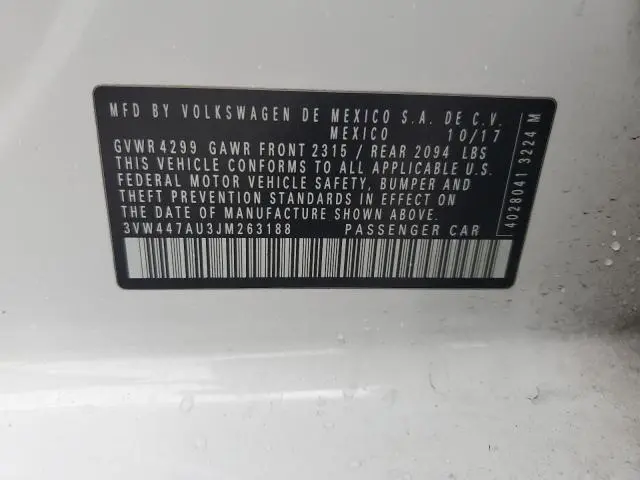 MFD BY VOLKSWAGEN DE MEXICO S.A. DE C.V.
MEXICO 10/17
GVWR 4299 GAWR FRONT 2315 / REAR 2094 LBS
THIS VEHICLE CONFORMS TO ALL APPLICABLE U.S.
FEDERAL MOTOR VEHICLE SAFETY, BUMPER AND
THEFT PREVENTION STANDARDS IN EFFECT ON
THE DATE OF MANUFACTURE SHOWN ABOVE.
3VW447AU3JM263188 PASSENGER CAR
4028041 3224 M